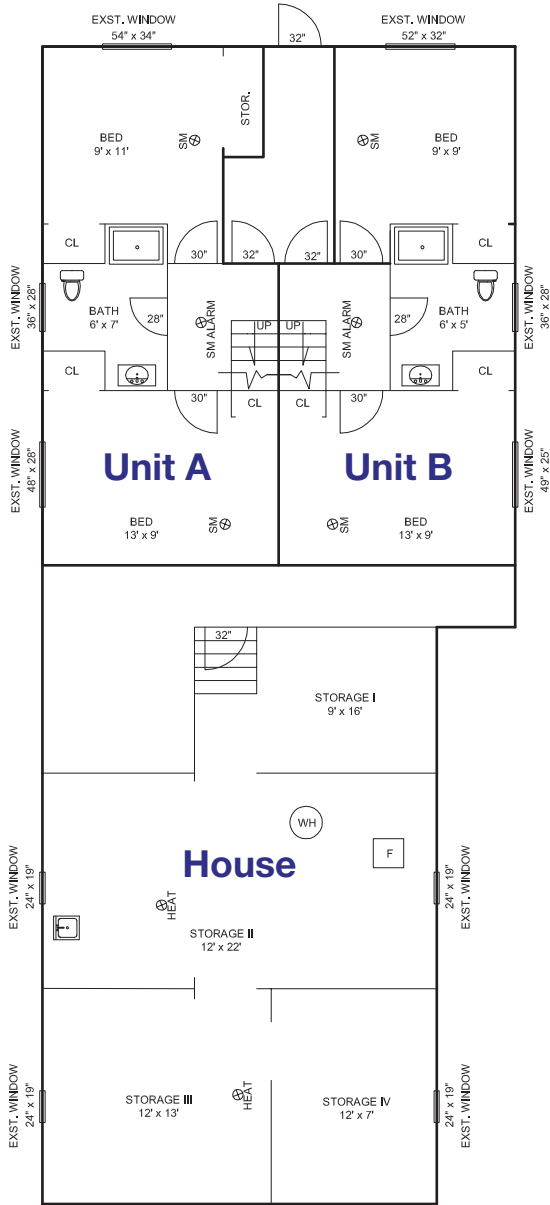 EXST. WINDOW
54" x 34"
32"
EXST. WINDOW
52" x 32"
BED
9' x 11'
SM
STOR.
SM
BED
9' x 9'
CL
30"
32"
32"
30"
CL
EXST. WINDOW
36" x 28"
BATH
6' x 7'
28"
SM ALARM
UP
UP
SM ALARM
28"
BATH
6' x 5'
EXST. WINDOW
36" x 28"
CL
30"
CL
CL
30"
CL
EXST. WINDOW
48" x 28"
Unit A
Unit B
EXST. WINDOW
49" x 25"
BED
13' x 9'
SM
SM
BED
13' x 9'
32"
STORAGE I
9' x 16'
WH
F
House
EXST. WINDOW
24" x 19"
HEAT
EXST. WINDOW
24" x 19"
STORAGE II
12' x 22'
EXST. WINDOW
24" x 19"
STORAGE III
12' x 13'
HEAT
STORAGE IV
12' x 7'
EXST. WINDOW
24" x 19"